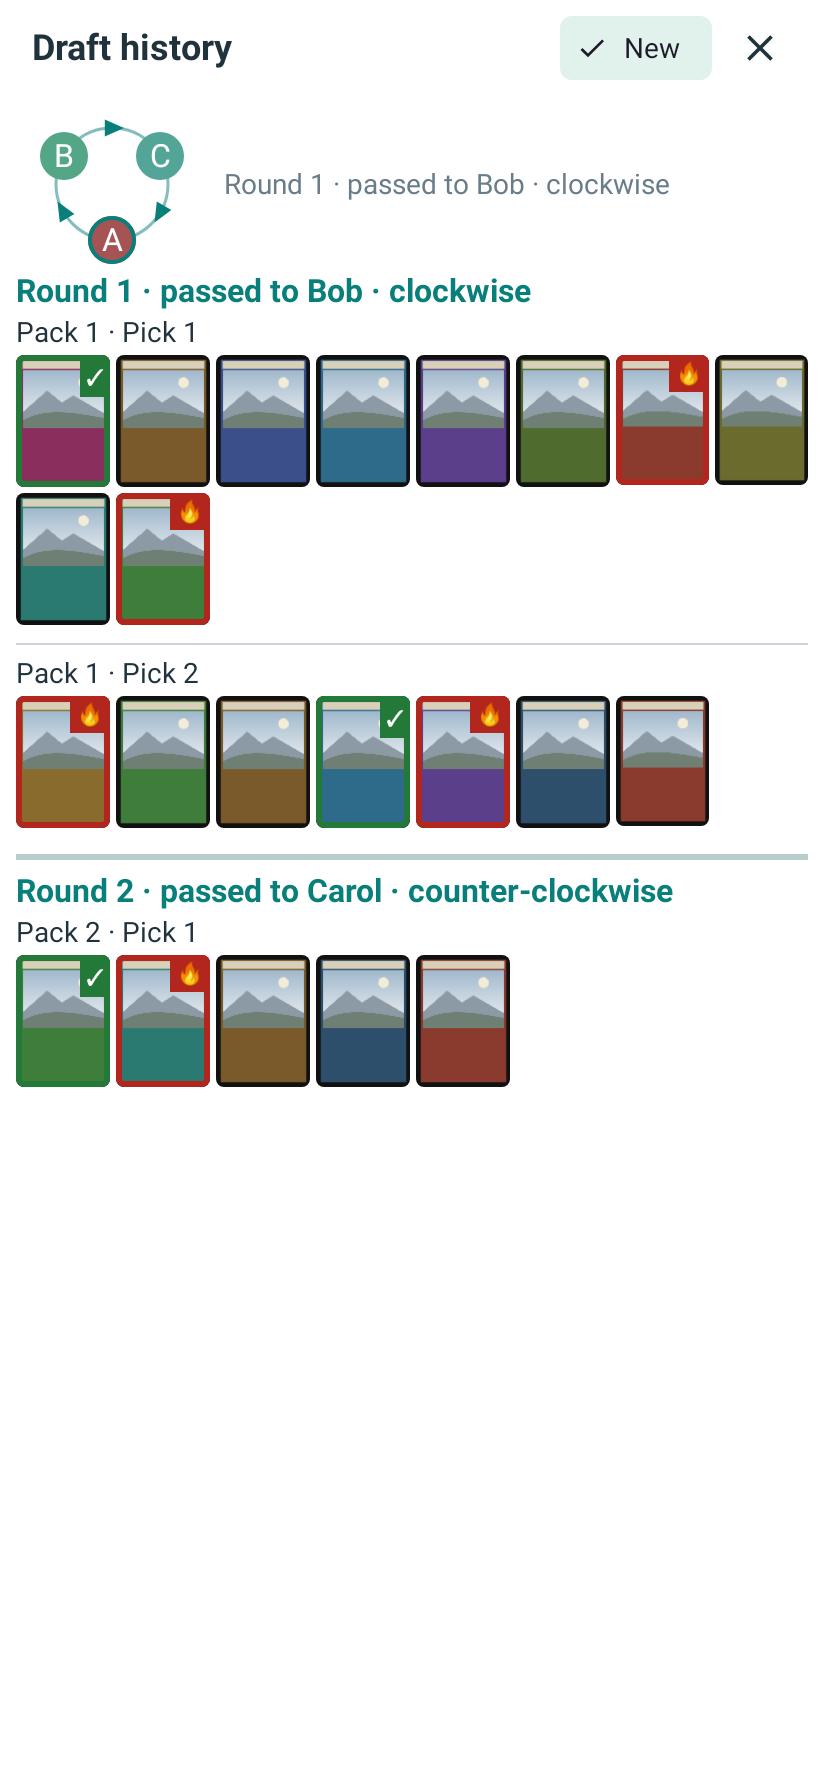 Draft history
New
B
C
A
Round 1 · passed to Bob · clockwise
Round 1 · passed to Bob · clockwise
Pack 1 · Pick 1
Pack 1 · Pick 2
Round 2 · passed to Carol · counter-clockwise
Pack 2 · Pick 1